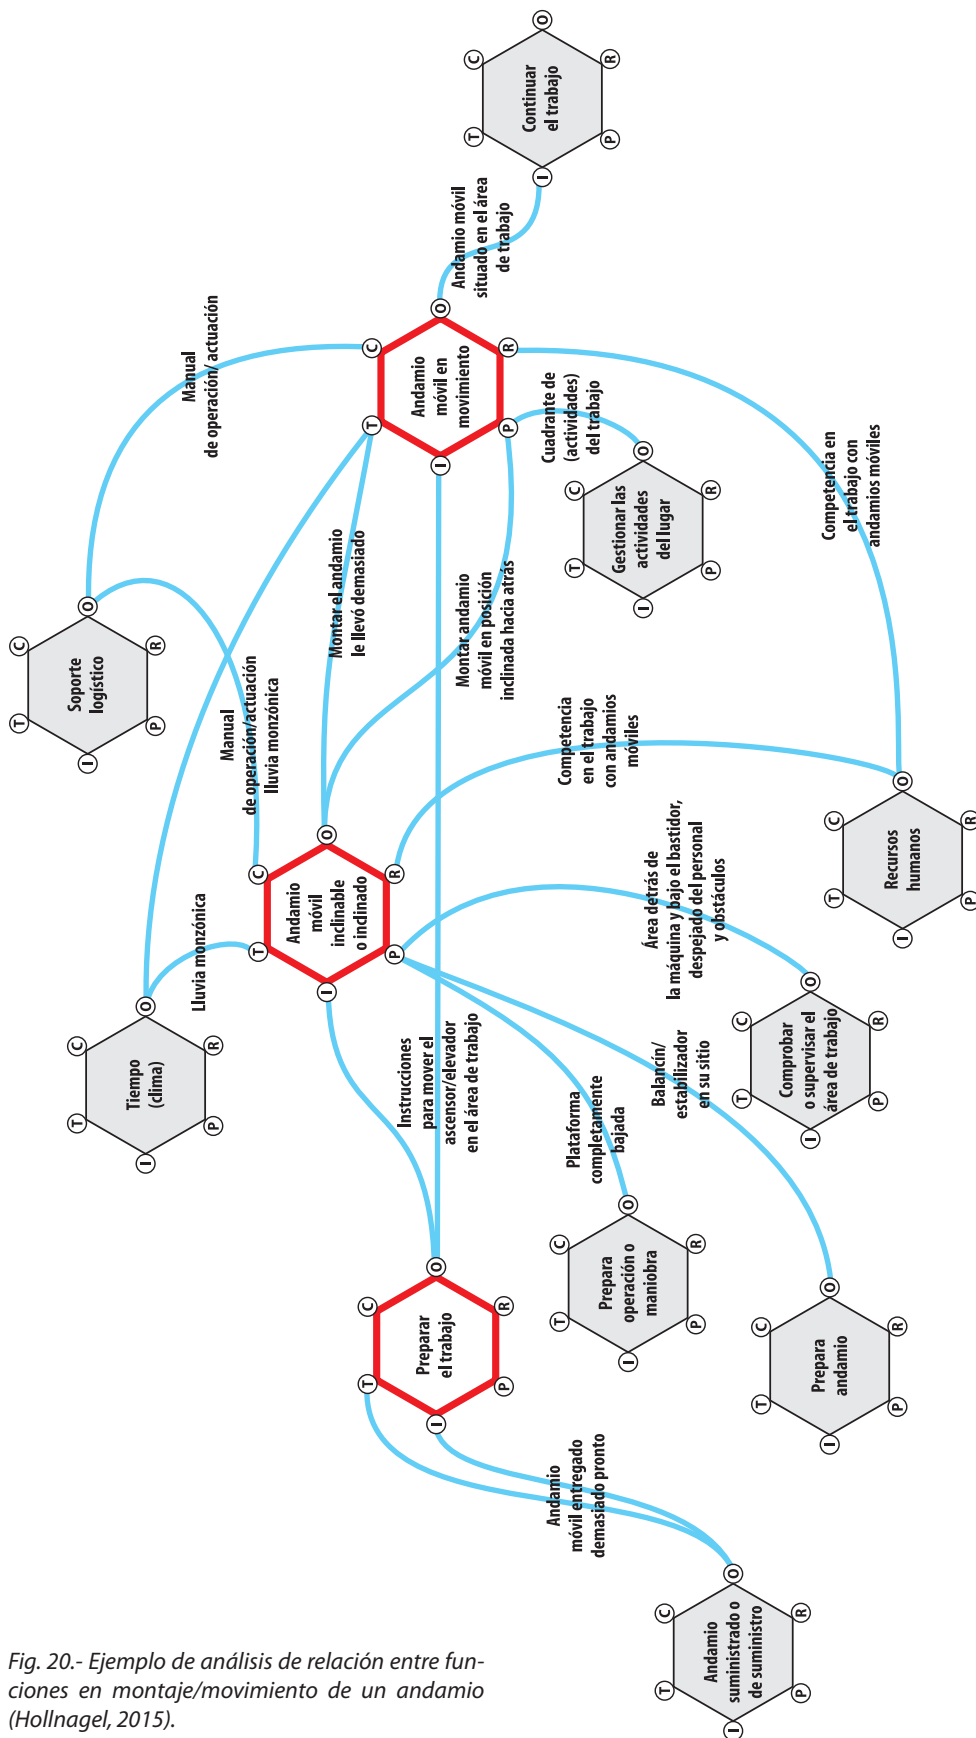 C
O
T
Continuar
el trabajo
R
I
P
Andamio móvil
situado en el área
de trabajo
Manual
de operación/ actuación
O
C
Andamio
móvil en
movimiento
R
T
I
P
Cuadrante de
(actividades)
del trabajo
O
C
Gestionar las
actividades
del lugar
R
T
I
P
Competencia en
el trabajo con
andamios móviles
Montar el andamio
le llevó demasiado
Montar andamio
móvil en posición
inclinada hacia atrás
C
O
T
Soporte
logístico
R
I
P
Manual
de operación/actuación
lluvia monzónica
Competencia
en el trabajo
con andamios
móviles
O
C
Andamio
móvil
inclinable
o inclinado
R
T
I
P
O
C
Recursos
humanos
R
T
I
P
Lluvia monzónica
Área detrás de
la máquina y bajo el bastidor,
despejado del personal
y obstáculos
C
O
T
Tiempo
(clima)
R
I
P
O
C
Comprobar
o supervisar el
área de trabajo
R
T
I
P
Instrucciones
para mover el
ascensor/elevador
en el área de trabajo
Balancín/
estabilizador
en su sitio
Plataforma
completamente
bajada
O
C
Prepara
operación o
maniobra
R
T
I
P
O
C
Preparar
el trabajo
R
T
I
P
O
C
Prepara
andamio
R
T
I
P
Andamio
móvil entregado
demasiado pronto
O
C
Andamio
suministrado o
de suministro
R
T
I
P
Fig. 20.- Ejemplo de análisis de relación entre fun-
ciones en montaje/movimiento de un andamio
(Hollnagel, 2015).